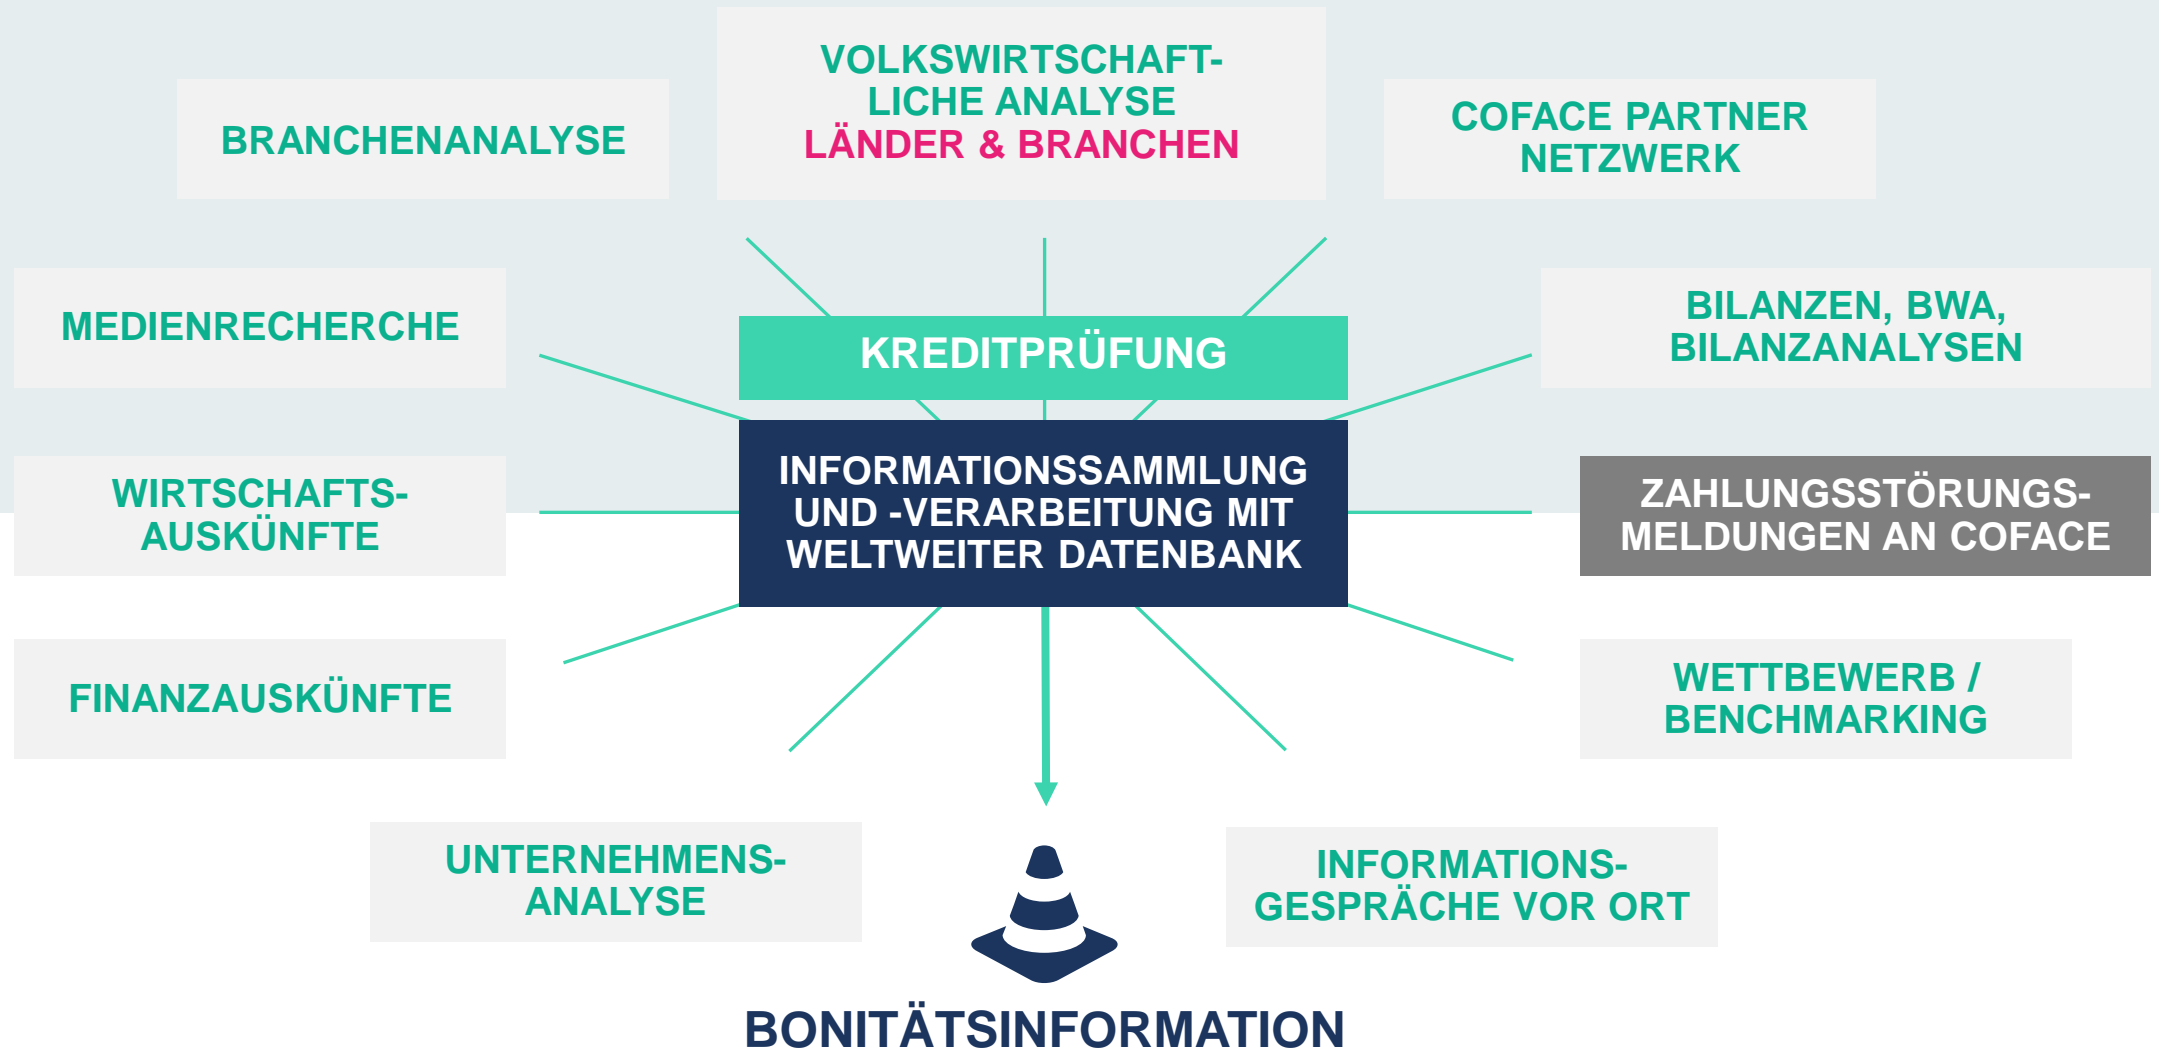 VOLKSWIRTSCHAFT-
LICHE ANALYSE
LÄNDER & BRANCHEN
BRANCHENANALYSE
COFACE PARTNER
NETZWERK
MEDIENRECHERCHE
KREDITPRÜFUNG
BILANZEN, BWA,
BILANZANALYSEN
WIRTSCHAFTS-
AUSKÜNFTE
INFORMATIONSSAMMLUNG
UND -VERARBEITUNG MIT
WELTWEITER DATENBANK
ZAHLUNGSSTÖRUNGS-
MELDUNGEN AN COFACE
FINANZAUSKÜNFTE
WETTBEWERB /
BENCHMARKING
UNTERNEHMENS-
ANALYSE
INFORMATIONS-
GESPRÄCHE VOR ORT
BONITÄTSINFORMATION